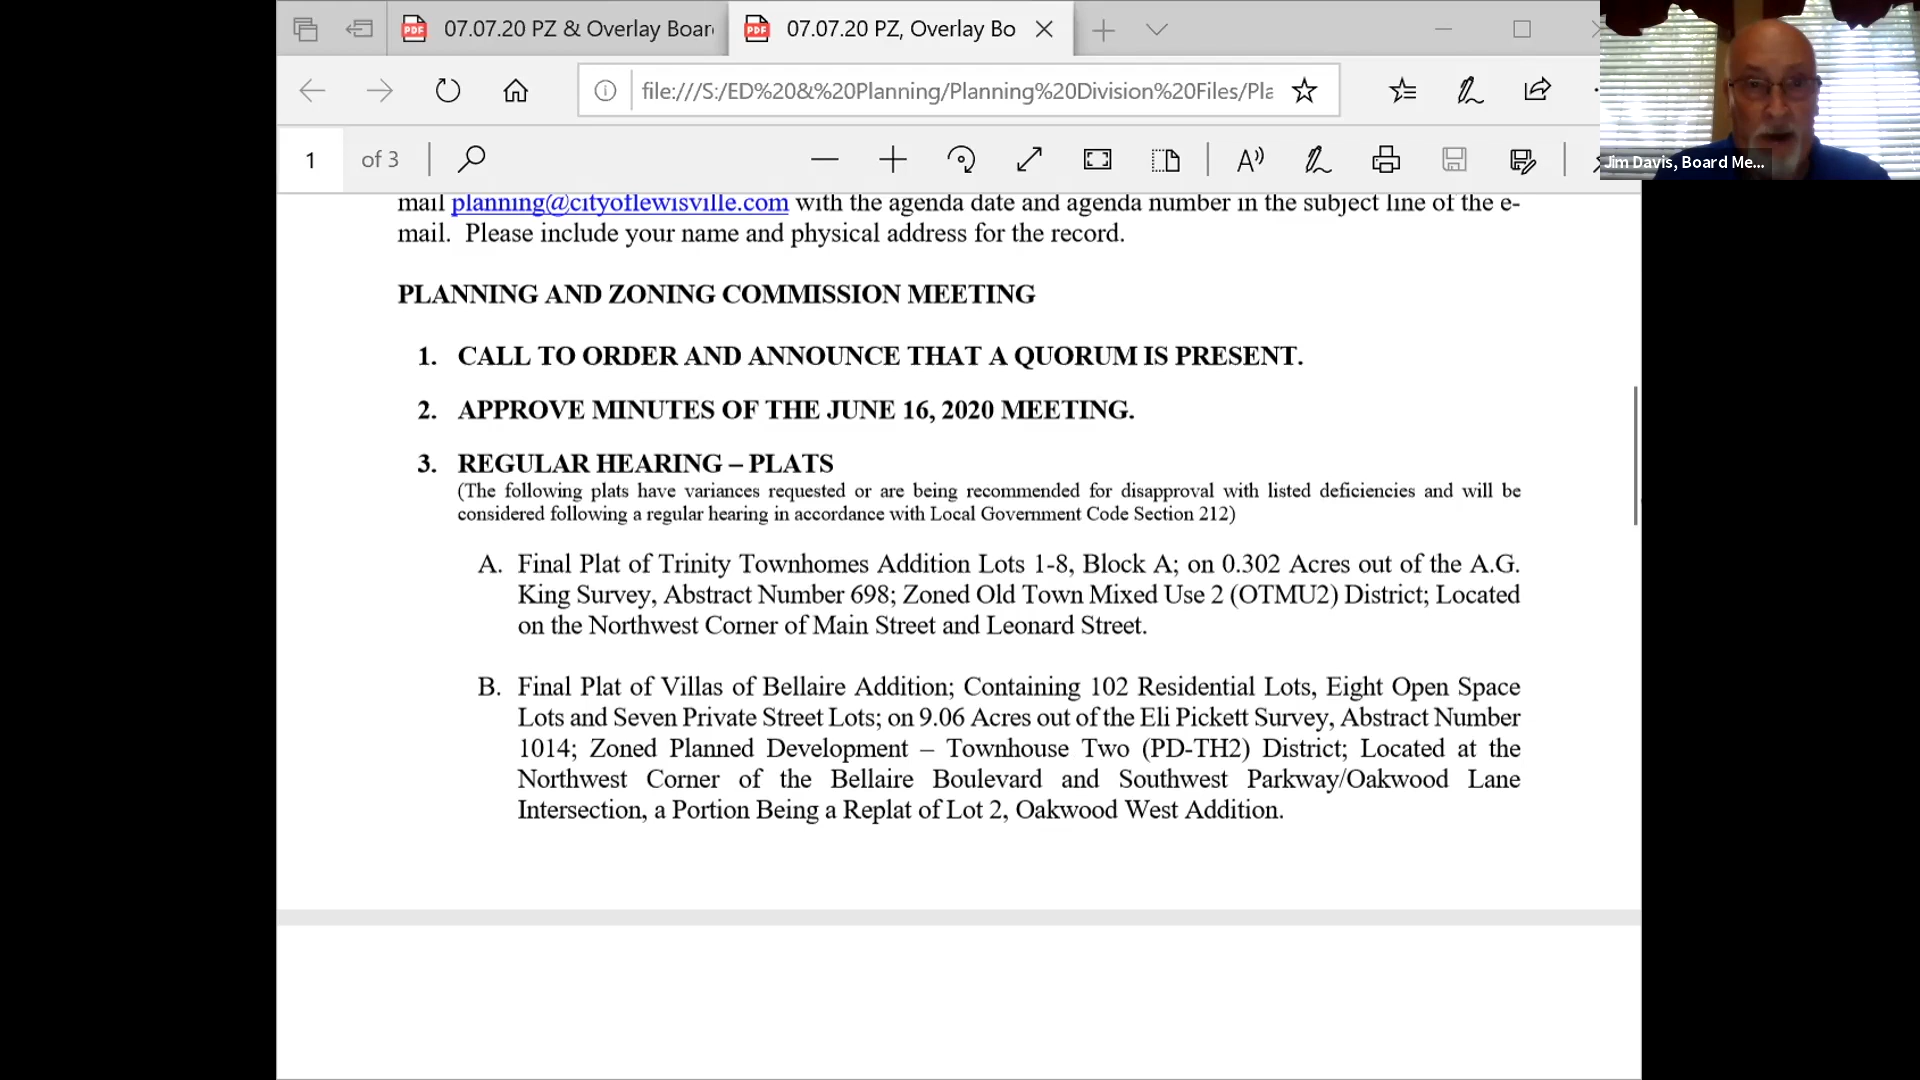 07.07.20 PZ & Overlay Boar
07.07.20 PZ, Overlay Bo
file:///S:/ED%20&%20Planning/Planning%20Division%20Files/Pla
1 of 3
Jim Davis, Board Me...
mail planning@cityoflewisville.com with the agenda date and agenda number in the subject line of the e-
mail. Please include your name and physical address for the record.
PLANNING AND ZONING COMMISSION MEETING
1. CALL TO ORDER AND ANNOUNCE THAT A QUORUM IS PRESENT.
2. APPROVE MINUTES OF THE JUNE 16, 2020 MEETING.
3. REGULAR HEARING – PLATS
(The following plats have variances requested or are being recommended for disapproval with listed deficiencies and will be
considered following a regular hearing in accordance with Local Government Code Section 212)
A. Final Plat of Trinity Townhomes Addition Lots 1-8, Block A; on 0.302 Acres out of the A.G.
King Survey, Abstract Number 698; Zoned Old Town Mixed Use 2 (OTMU2) District; Located
on the Northwest Corner of Main Street and Leonard Street.
B. Final Plat of Villas of Bellaire Addition; Containing 102 Residential Lots, Eight Open Space
Lots and Seven Private Street Lots; on 9.06 Acres out of the Eli Pickett Survey, Abstract Number
1014; Zoned Planned Development – Townhouse Two (PD-TH2) District; Located at the
Northwest Corner of the Bellaire Boulevard and Southwest Parkway/Oakwood Lane
Intersection, a Portion Being a Replat of Lot 2, Oakwood West Addition.